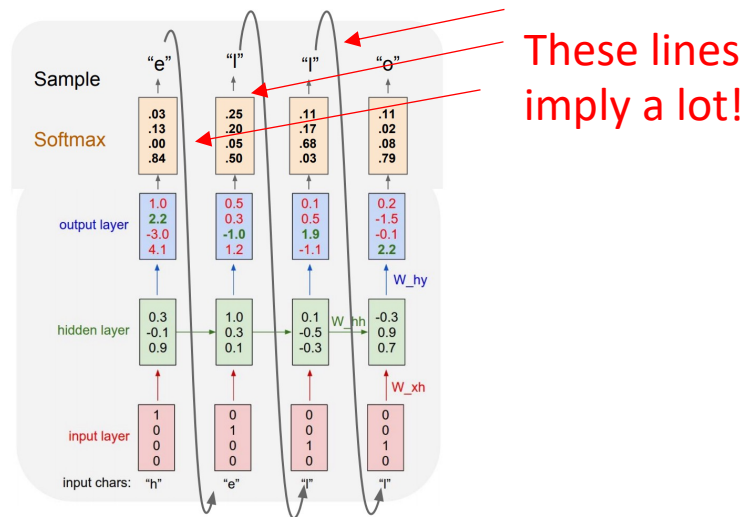 These lines
imply a lot!
Sample
"e" "l" "l" "o"
Softmax
.03 .25 .11 .11
.13 .20 .17 .02
.00 .05 .68 .08
.84 .50 .03 .79
output layer
1.0 0.5 0.1 0.2
2.2 0.3 0.5 -1.5
-3.0 -1.0 1.9 -0.1
4.1 1.2 -1.1 2.2
W_hy
hidden layer
0.3 1.0 0.1 -0.3
-0.1 0.3 -0.5 0.9
0.9 0.1 -0.3 0.7
W_hh
W_xh
input layer
1 0 0 0
0 1 0 0
0 0 1 1
0 0 0 0
input chars: "h" "e" "l" "l"